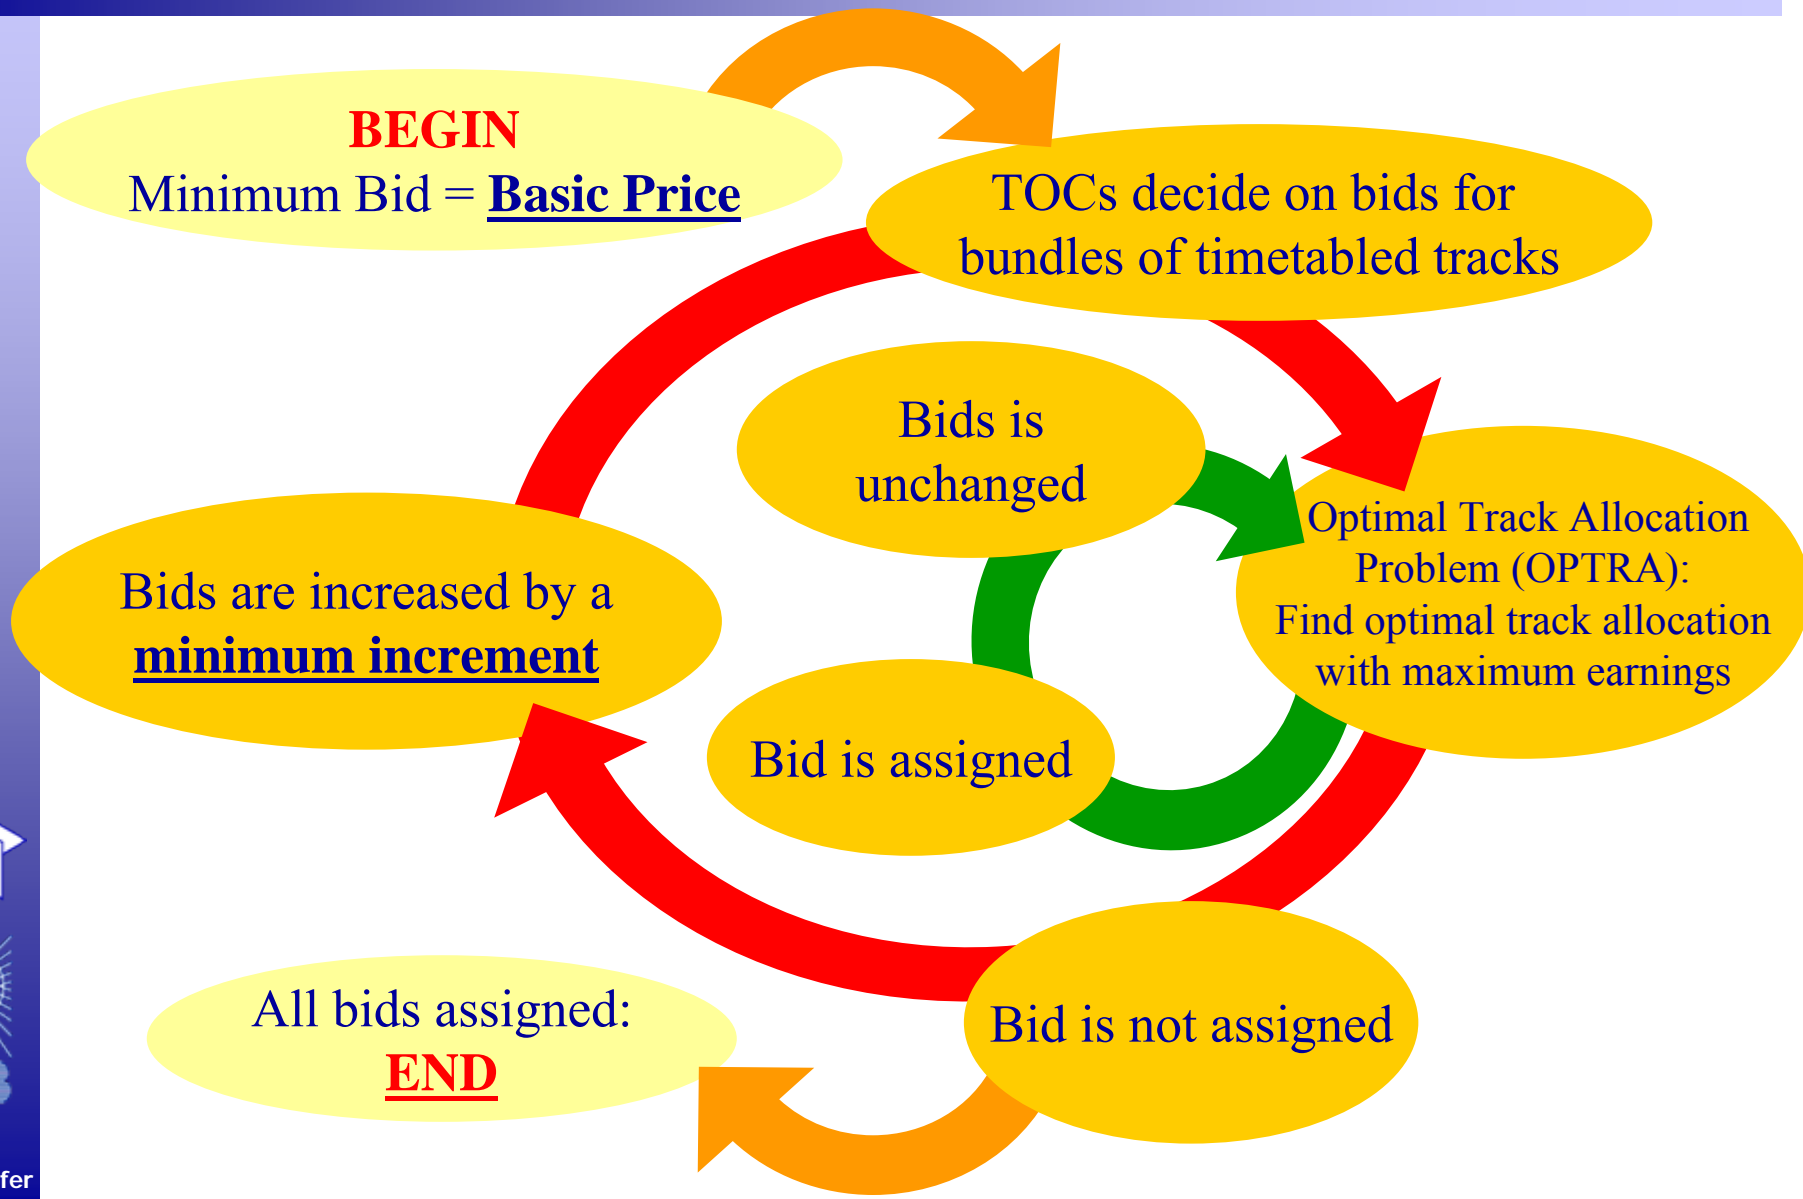 BEGIN
Minimum Bid = Basic Price
TOCs decide on bids for
bundles of timetabled tracks
Bids is
unchanged
Optimal Track Allocation
Problem (OPTRA):
Find optimal track allocation
with maximum earnings
Bids are increased by a
minimum increment
Bid is assigned
All bids assigned:
END
Bid is not assigned
fer